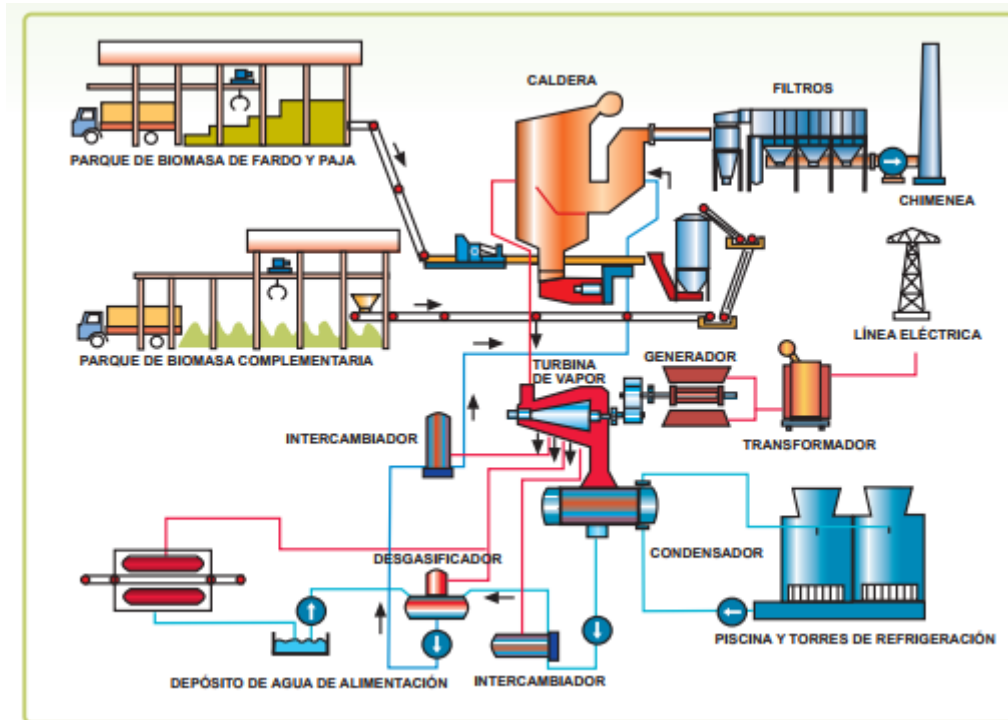 CALDERA
FILTROS
PARQUE DE BIOMASA DE FARDO Y PAJA
CHIMENEA
LÍNEA ELÉCTRICA
PARQUE DE BIOMASA COMPLEMENTARIA
TURBINA
DE VAPOR
GENERADOR
INTERCAMBIADOR
TRANSFORMADOR
DESGASIFICADOR
CONDENSADOR
PISCINA Y TORRES DE REFRIGERACIÓN
DEPÓSITO DE AGUA DE ALIMENTACIÓN
INTERCAMBIADOR